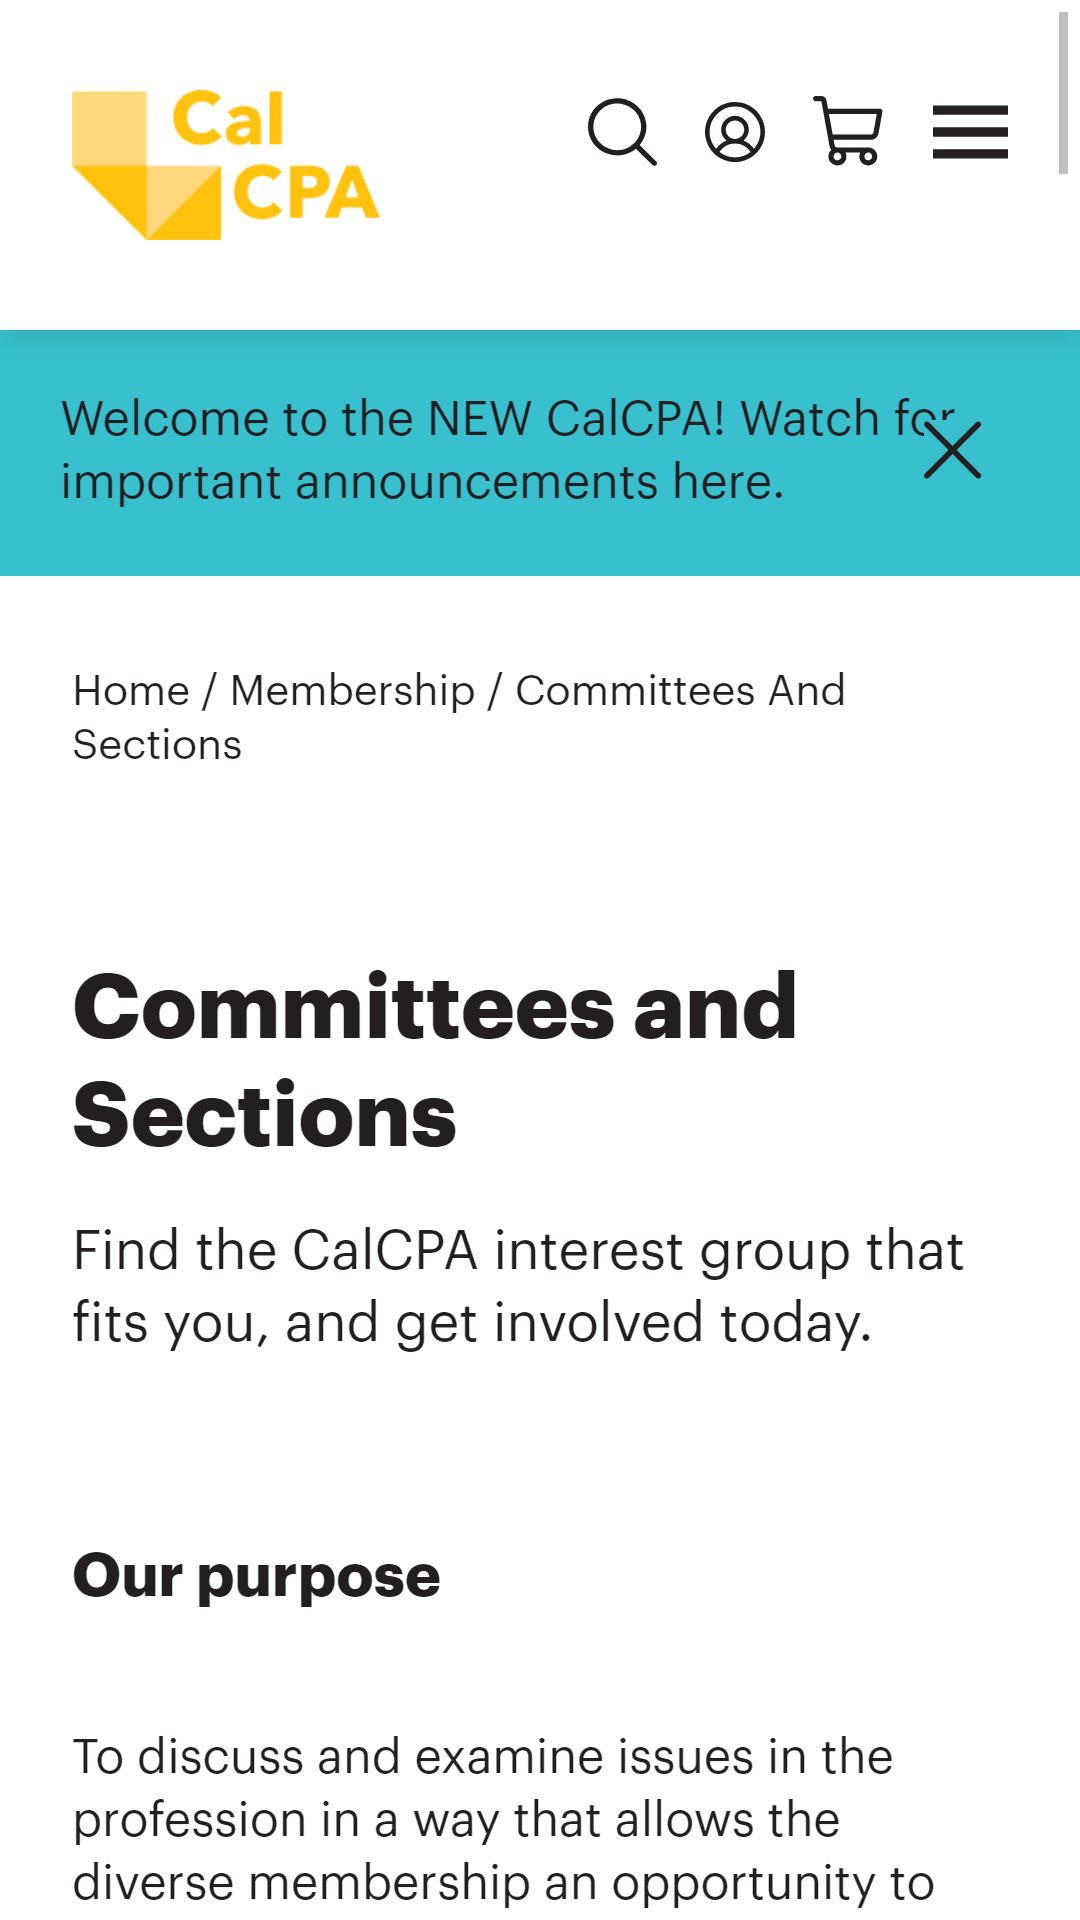 Cal
CPA
Welcome to the NEW CalCPA! Watch for
important announcements here.
Home / Membership / Committees And
Sections
Committees and
Sections
Find the CalCPA interest group that
fits you, and get involved today.
Our purpose
To discuss and examine issues in the
profession in a way that allows the
diverse membership an opportunity to